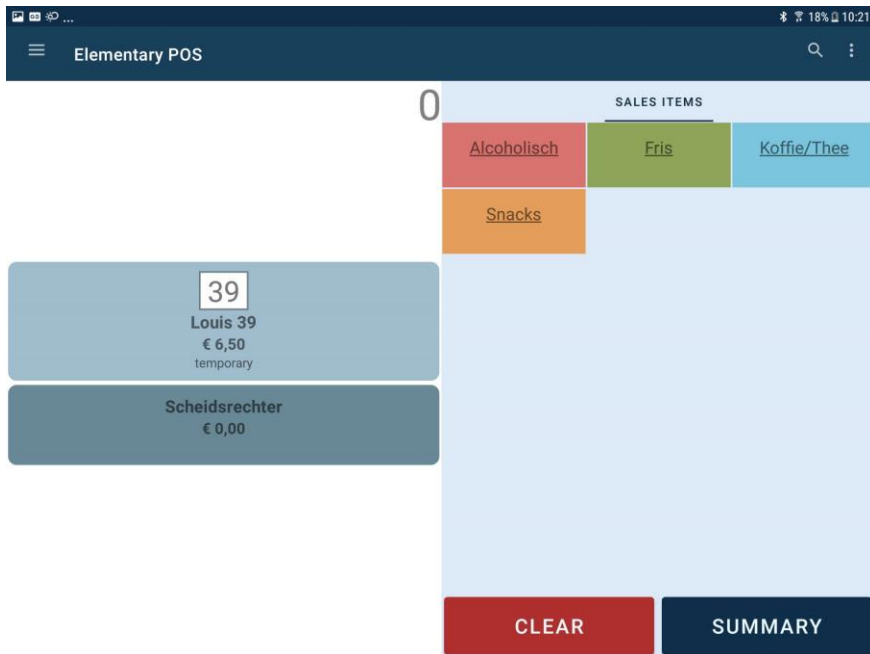 ... 18% 10:21
Elementary POS
0
SALES ITEMS
Alcoholisch Fris Koffie/Thee
Snacks
39
Louis 39
€ 6,50
temporary
Scheidsrechter
€ 0,00
CLEAR SUMMARY